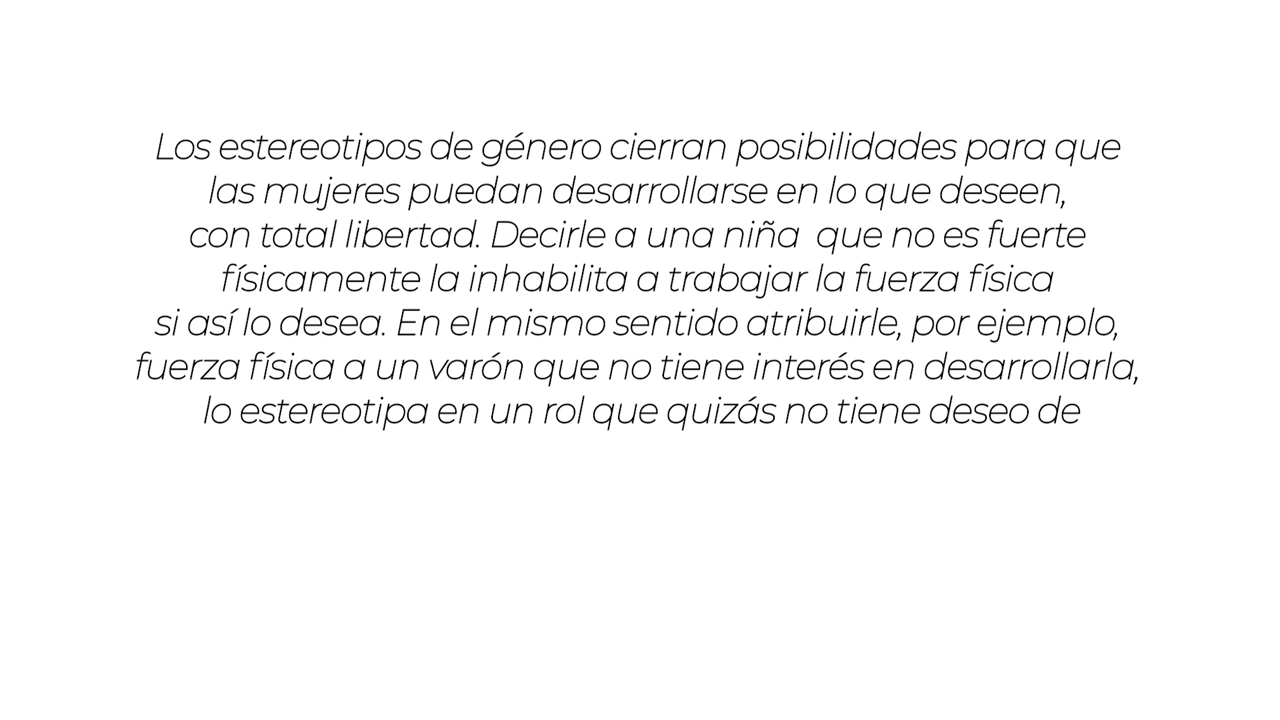 Los estereotipos de género cierran posibilidades para que
las mujeres puedan desarrollarse en lo que deseen,
con total libertad. Decirle a una niña  que no es fuerte
físicamente la inhabilita a trabajar la fuerza física
si así lo desea. En el mismo sentido atribuirle, por ejemplo,
fuerza física a un varón que no tiene interés en desarrollarla,
lo estereotipa en un rol que quizás no tiene deseo de